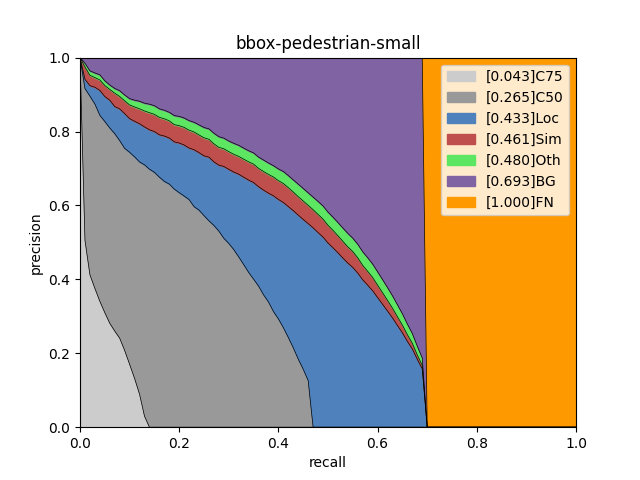 bbox-pedestrian-small
1.0
0.8
0.6
0.4
0.2
0.0
precision
0.0 0.2 0.4 0.6 0.8 1.0
recall
[0.043]C75
[0.265]C50
[0.433]Loc
[0.461]Sim
[0.480]Oth
[0.693]BG
[1.000]FN